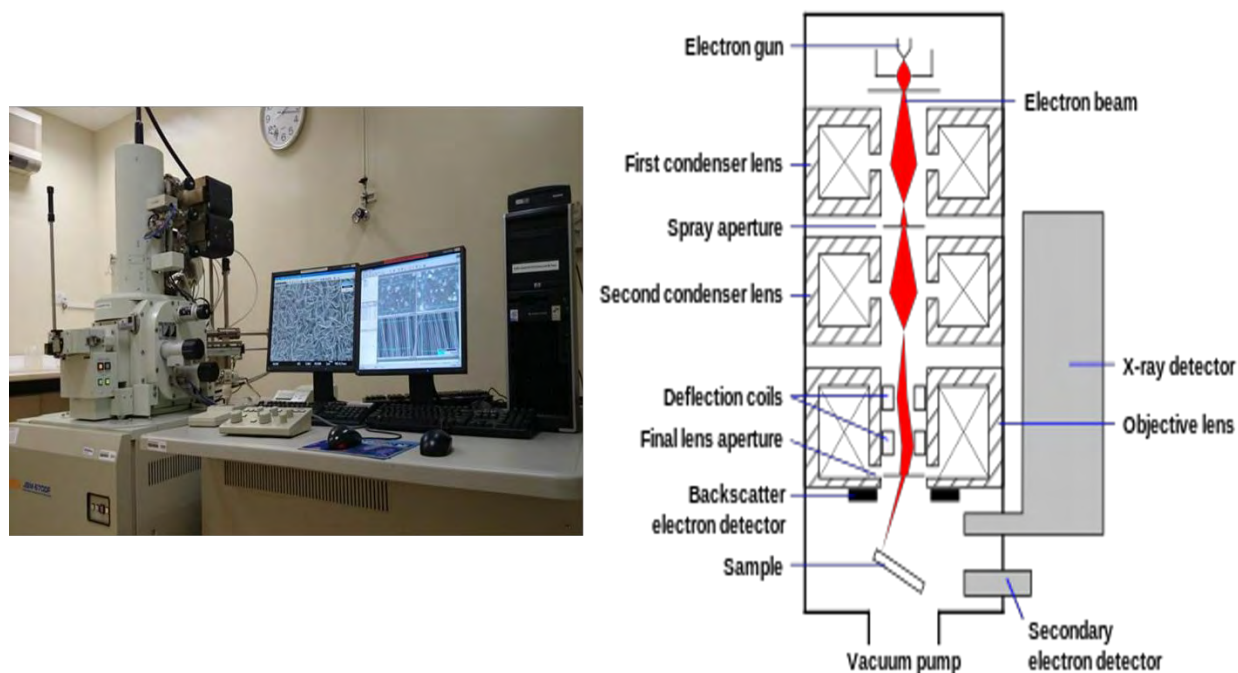 Electron gun
Electron beam
First condenser lens
Spray aperture
Second condenser lens
X-ray detector
Deflection coils
Objective lens
Final lens aperture
Backscatter
electron detector
Sample
Secondary
electron detector
Vacuum pump